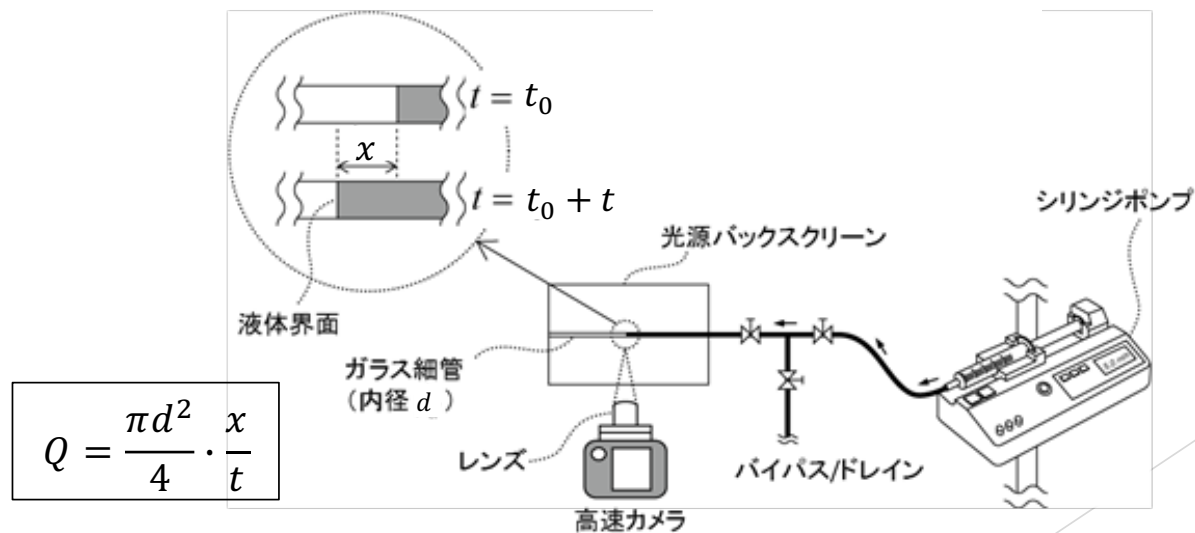 t = t₀
x
t = t₀ + t
シリンジポンプ
光源バックスクリーン
液体界面
ガラス細管
(内径 d )
レンズ
バイパス/ドレイン
高速カメラ
Q = πd²/4 · x/t